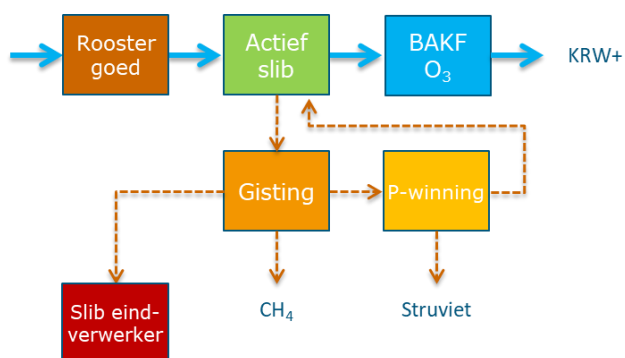 Rooster
goed
Actief
slib
BAKF
O₃
KRW+
Gisting
P-winning
Slib eind-
verwerker
CH₄
Struviet